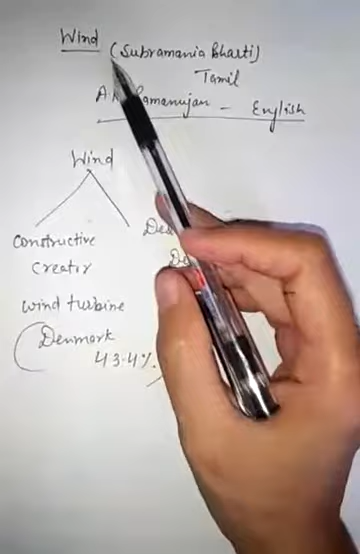 Wind (Subramania Bharti)
Tamil
A Ramanujan - English
Wind
Constructive
Creator
wind turbine
Denmark
43.4%